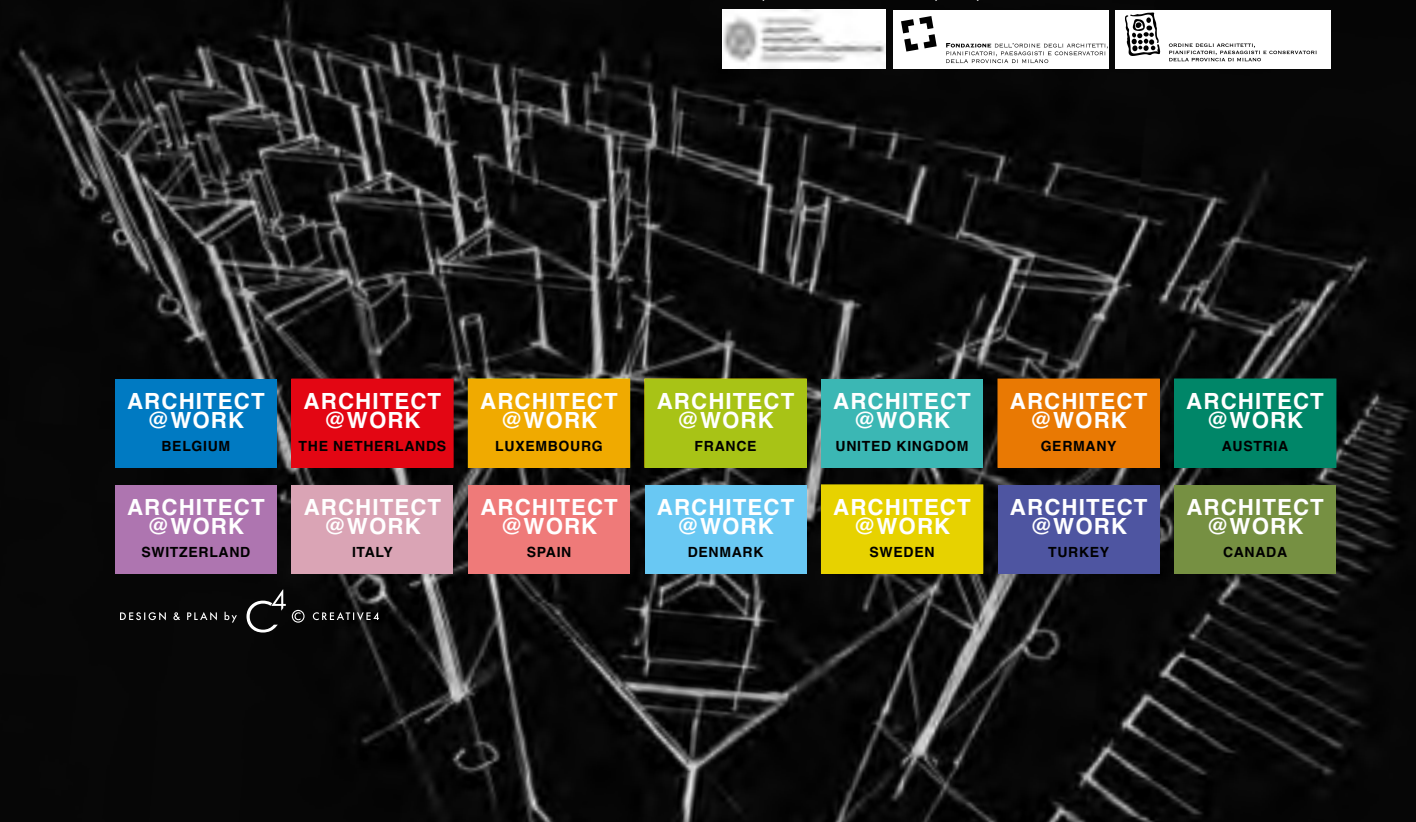 FONDAZIONE DELL'ORDINE DEGLI ARCHITETTI,
PIANIFICATORI, PAESAGGISTI E CONSERVATORI
DELLA PROVINCIA DI MILANO
ORDINE DEGLI ARCHITETTI,
PIANIFICATORI, PAESAGGISTI E CONSERVATORI
DELLA PROVINCIA DI MILANO
ARCHITECT
@WORK
BELGIUM
ARCHITECT
@WORK
THE NETHERLANDS
ARCHITECT
@WORK
LUXEMBOURG
ARCHITECT
@WORK
FRANCE
ARCHITECT
@WORK
UNITED KINGDOM
ARCHITECT
@WORK
GERMANY
ARCHITECT
@WORK
AUSTRIA
ARCHITECT
@WORK
SWITZERLAND
ARCHITECT
@WORK
ITALY
ARCHITECT
@WORK
SPAIN
ARCHITECT
@WORK
DENMARK
ARCHITECT
@WORK
SWEDEN
ARCHITECT
@WORK
TURKEY
ARCHITECT
@WORK
CANADA
DESIGN & PLAN by C4 © CREATIVE4